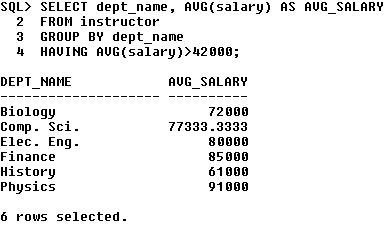 SQL> SELECT dept_name, AVG(salary) AS AVG_SALARY
  2  FROM instructor
  3  GROUP BY dept_name
  4  HAVING AVG(salary)>42000;
DEPT_NAME            AVG_SALARY
-------------------- ----------
Biology                   72000
Comp. Sci.           77333.3333
Elec. Eng.                80000
Finance                   85000
History                   61000
Physics                   91000
6 rows selected.